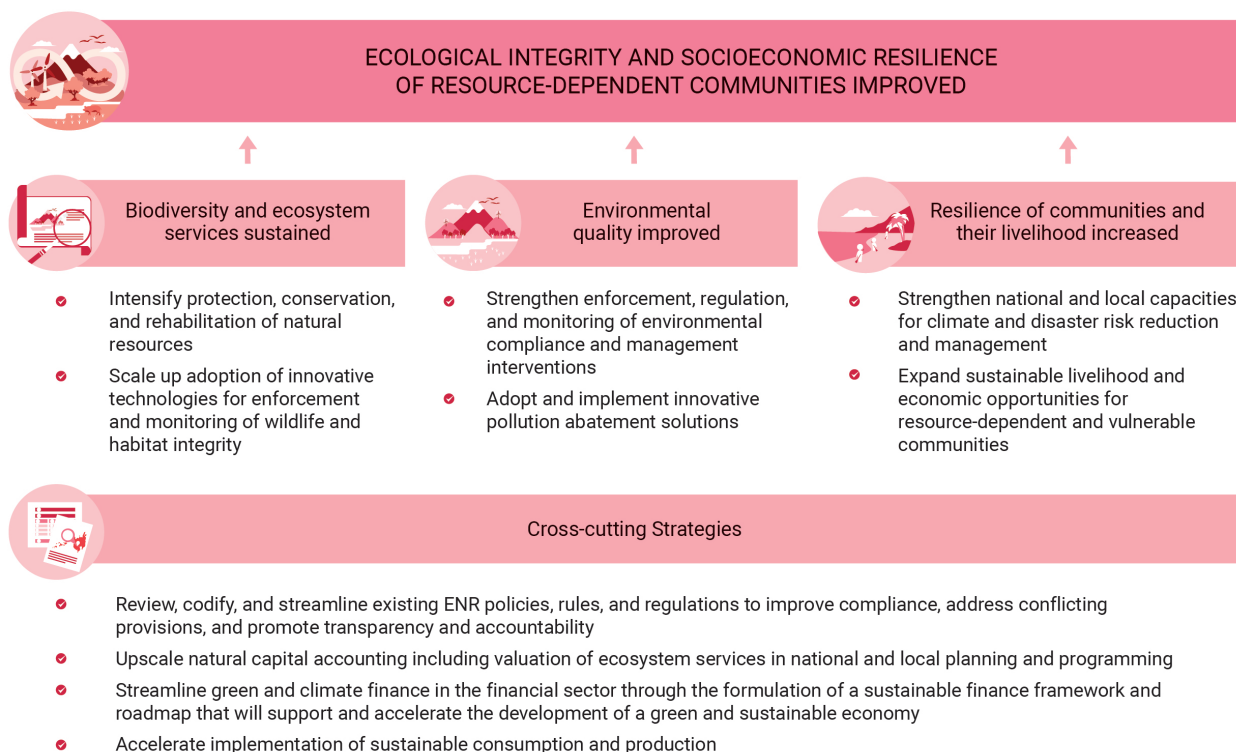 ECOLOGICAL INTEGRITY AND SOCIOECONOMIC RESILIENCE
OF RESOURCE-DEPENDENT COMMUNITIES IMPROVED
Biodiversity and ecosystem
services sustained
Intensify protection, conservation,
and rehabilitation of natural
resources
Scale up adoption of innovative
technologies for enforcement
and monitoring of wildlife and
habitat integrity
Environmental
quality improved
Strengthen enforcement, regulation,
and monitoring of environmental
compliance and management
interventions
Adopt and implement innovative
pollution abatement solutions
Resilience of communities and
their livelihood increased
Strengthen national and local capacities
for climate and disaster risk reduction
and management
Expand sustainable livelihood and
economic opportunities for
resource-dependent and vulnerable
communities
Cross-cutting Strategies
Review, codify, and streamline existing ENR policies, rules, and regulations to improve compliance, address conflicting
provisions, and promote transparency and accountability
Upscale natural capital accounting including valuation of ecosystem services in national and local planning and programming
Streamline green and climate finance in the financial sector through the formulation of a sustainable finance framework and
roadmap that will support and accelerate the development of a green and sustainable economy
Accelerate implementation of sustainable consumption and production